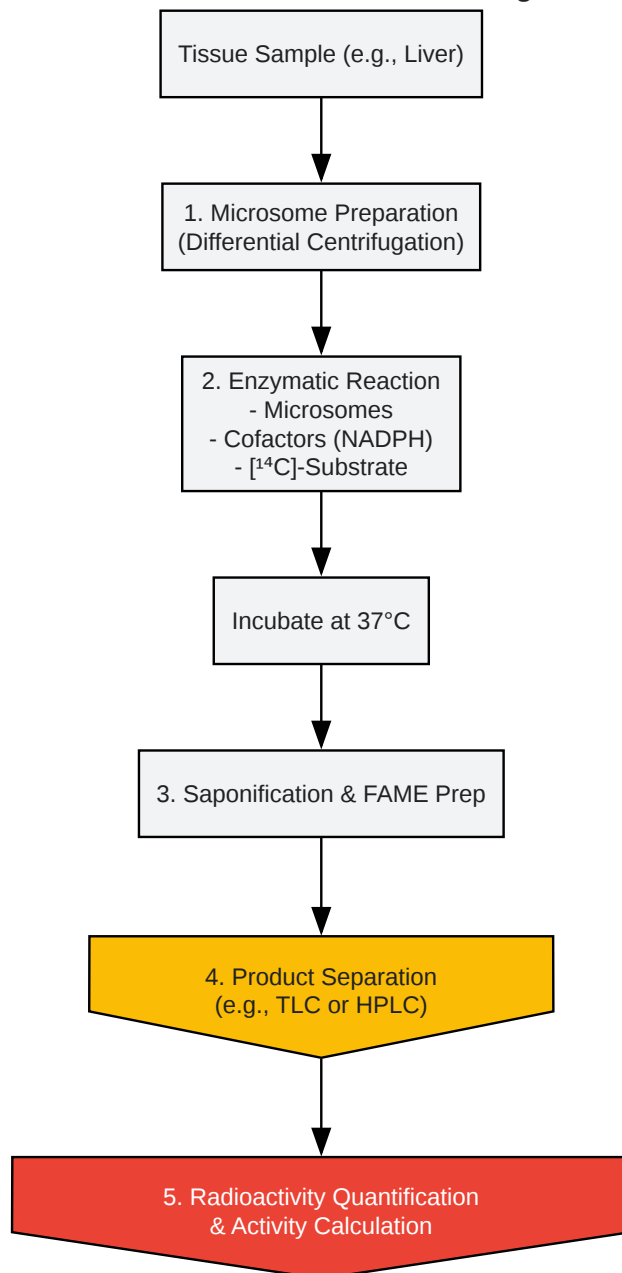 Tissue Sample (e.g., Liver)
1. Microsome Preparation
(Differential Centrifugation)
2. Enzymatic Reaction
- Microsomes
- Cofactors (NADPH)
- [¹⁴C]-Substrate
Incubate at 37°C
3. Saponification & FAME Prep
4. Product Separation
(e.g., TLC or HPLC)
5. Radioactivity Quantification
& Activity Calculation